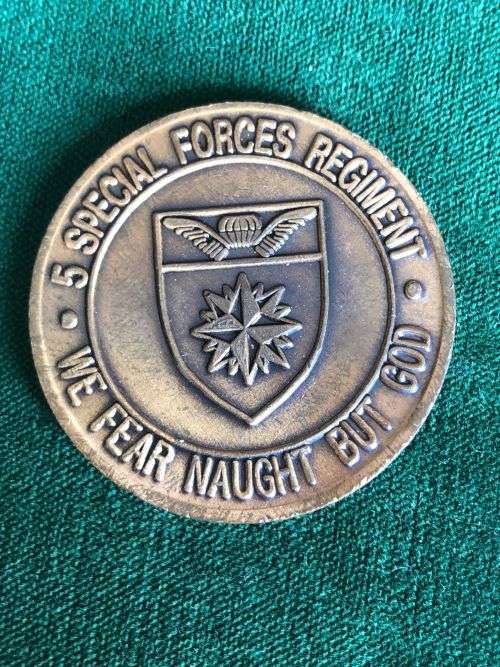 5 SPECIAL FORCES REGIMENT
WE FEAR NAUGHT BUT GOD